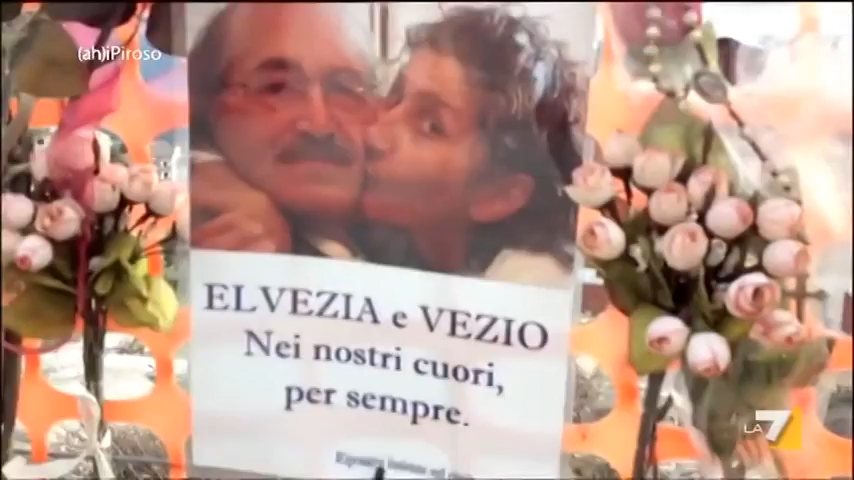 (ah)iPiroso
ELVEZIA e VEZIO
Nei nostri cuori,
per sempre.
LA7